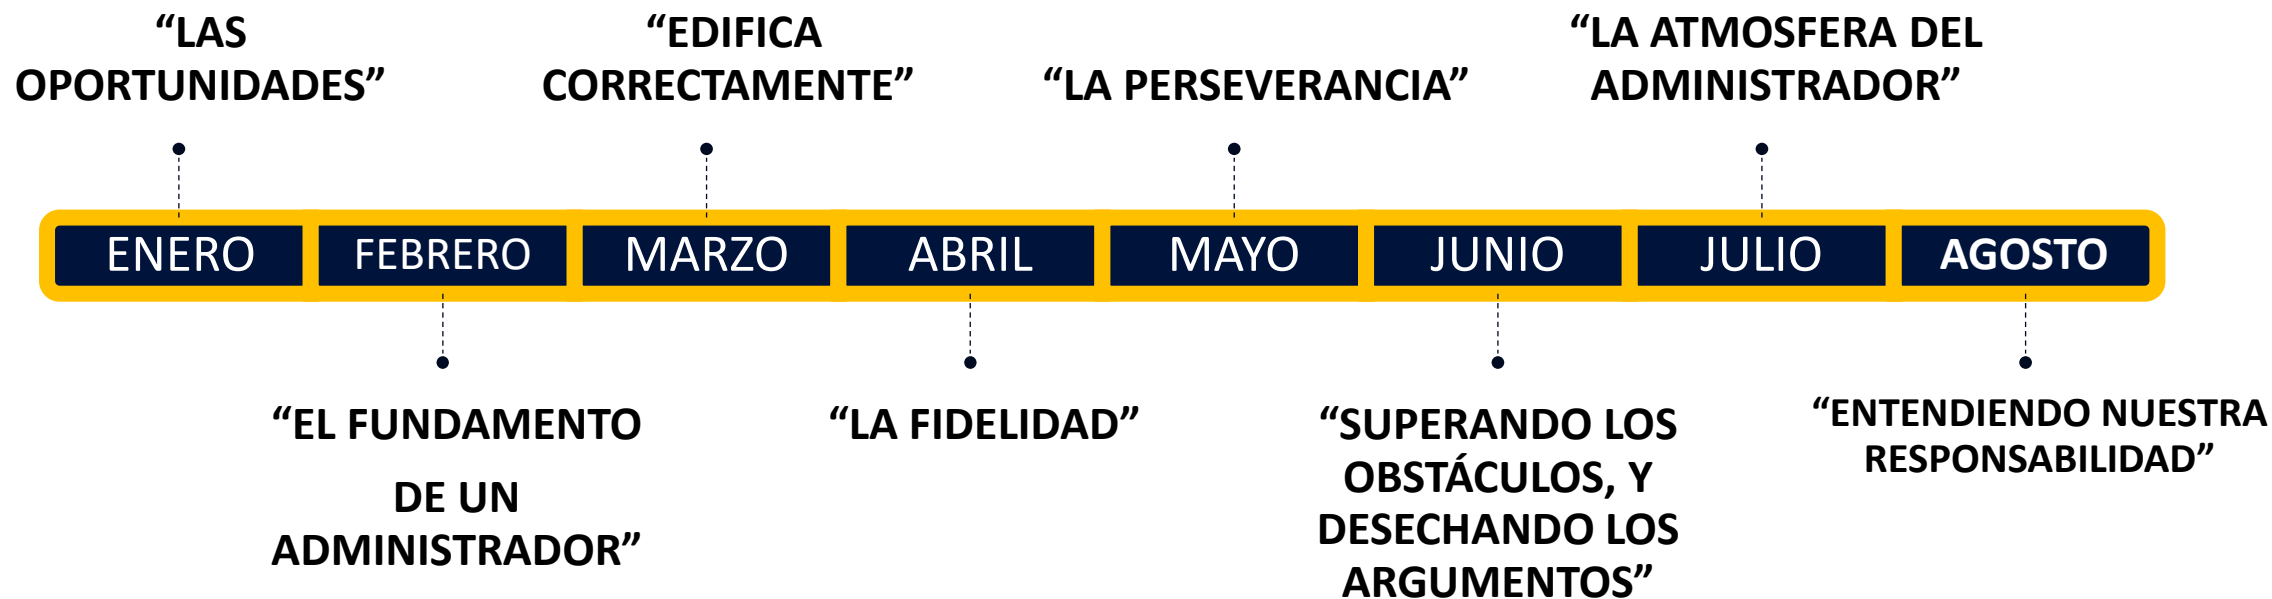 “LAS
OPORTUNIDADES”
“EDIFICA
CORRECTAMENTE”
“LA PERSEVERANCIA”
“LA ATMOSFERA DEL
ADMINISTRADOR”
ENERO
FEBRERO
MARZO
ABRIL
MAYO
JUNIO
JULIO
AGOSTO
“EL FUNDAMENTO
DE UN
ADMINISTRADOR”
“LA FIDELIDAD”
“SUPERANDO LOS
OBSTÁCULOS, Y
DESECHANDO LOS
ARGUMENTOS”
“ENTENDIENDO NUESTRA
RESPONSABILIDAD”